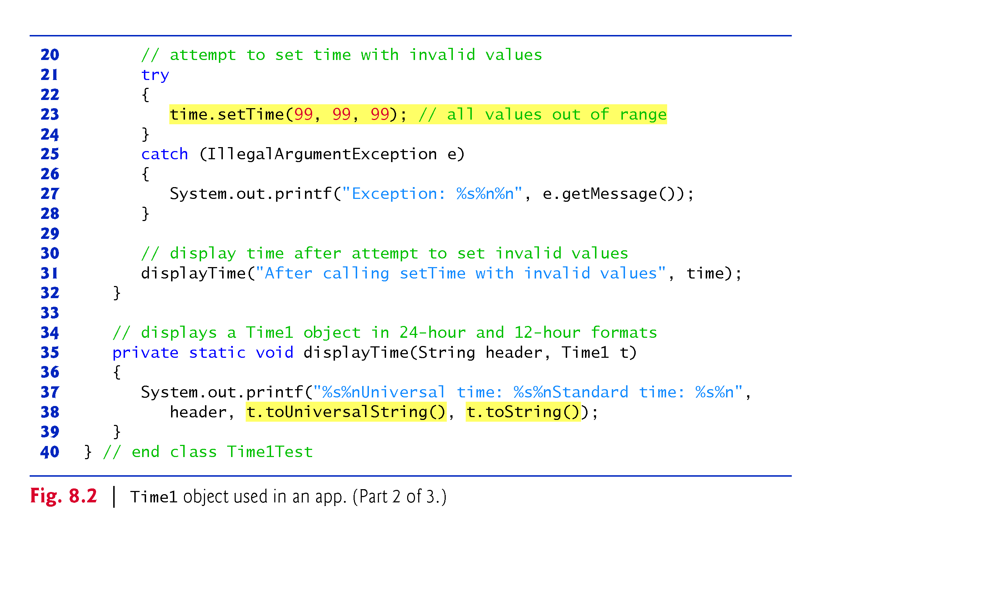 20 // attempt to set time with invalid values
21 try
22 {
23 time.setTime(99, 99, 99); // all values out of range
24 }
25 catch (IllegalArgumentException e)
26 {
27 System.out.printf("Exception: %s%n%n", e.getMessage());
28 }
29
30 // display time after attempt to set invalid values
31 displayTime("After calling setTime with invalid values", time);
32 }
33
34 // displays a Time1 object in 24-hour and 12-hour formats
35 private static void displayTime(String header, Time1 t)
36 {
37 System.out.printf("%s%nUniversal time: %s%nStandard time: %s%n",
38 header, t.toUniversalString(), t.toString());
39 }
40 } // end class Time1Test
Fig. 8.2 | Time1 object used in an app. (Part 2 of 3.)